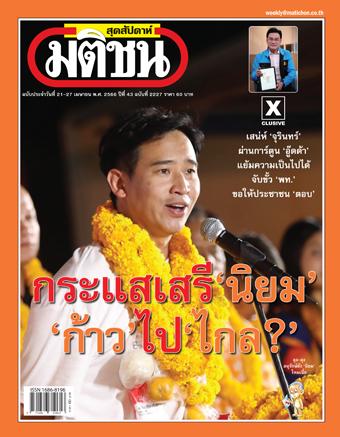 weekly@matichon.co.th
สุดสัปดาห์
มติชน
ฉบับประจำวันที่ 21-27 เมษายน พ.ศ. 2566 ปีที่ 43 ฉบับที่ 2227 ราคา 60 บาท
X
CLUSIVE
เสน่ห์ ‘จุรินทร์’
ผ่านการ์ตูน ‘อู๊ดด้า’
แย้มความเป็นไปได้
จับขั้ว ‘พท.’
ขอให้ประชาชน ‘ตอบ’
กระแสเสรี‘นิยม’
‘ก้าว’ไป‘ไกล?’
ISSN 1686-8196